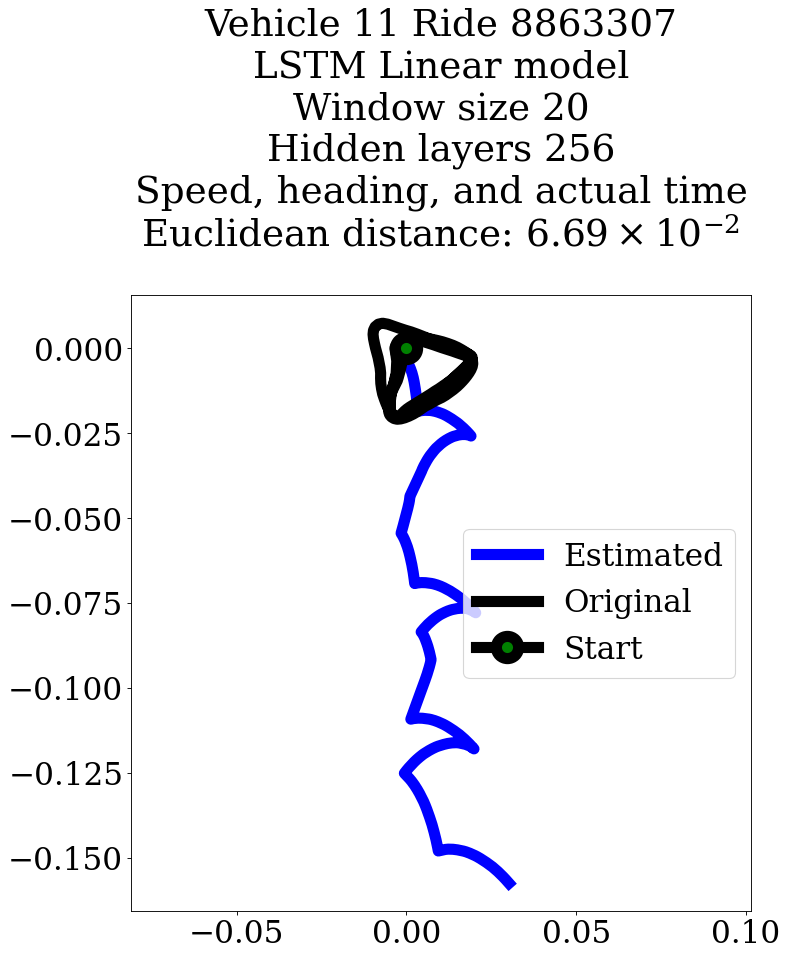 Vehicle 11 Ride 8863307
LSTM Linear model
Window size 20
Hidden layers 256
Speed, heading, and actual time
Euclidean distance: 6.69 × 10⁻²
0.000
−0.025
−0.050
−0.075
−0.100
−0.125
−0.150
Estimated
Original
Start
−0.05
0.00
0.05
0.10